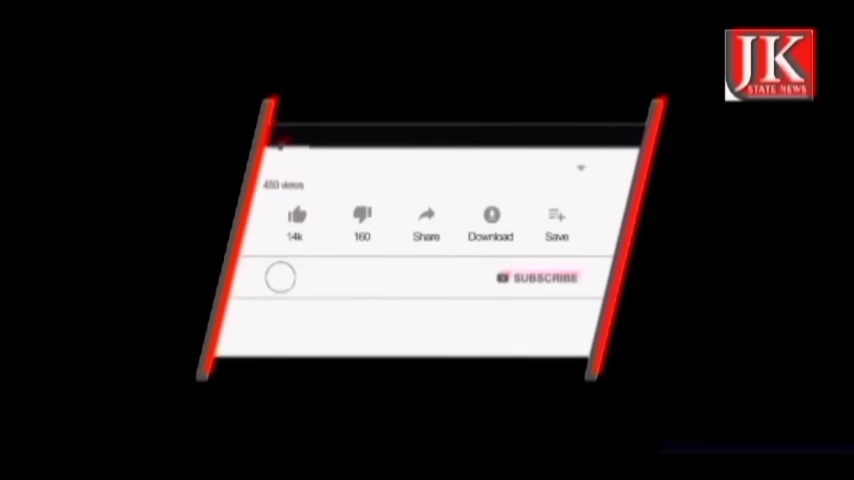 JK
STATE NEWS
450 views
14k 160 Share Download Save
SUBSCRIBE